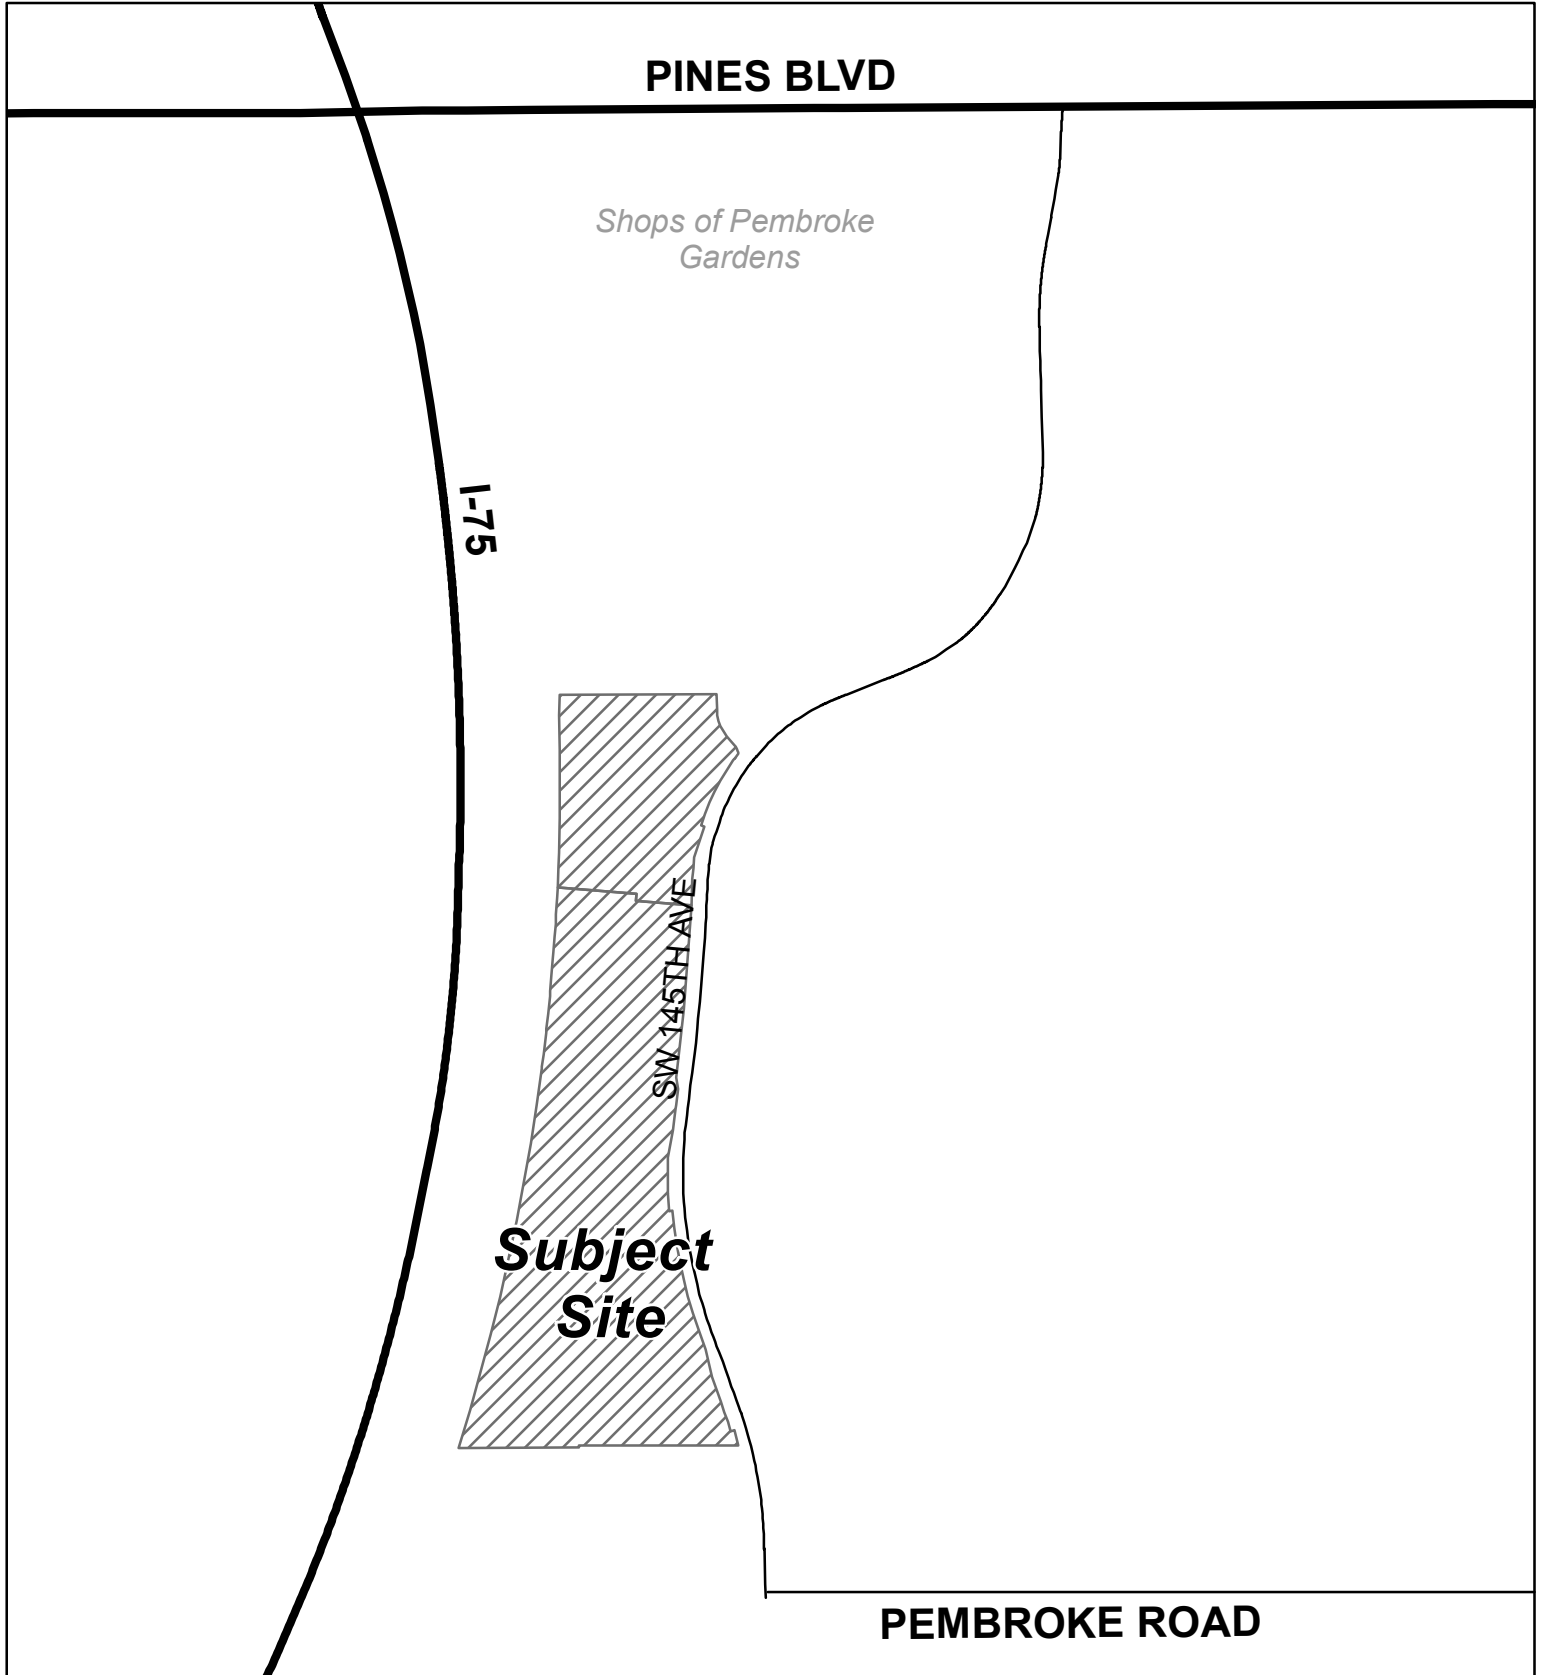 PINES BLVD
Shops of Pembroke
Gardens
I-75
SW 145TH AVE
Subject
Site
PEMBROKE ROAD